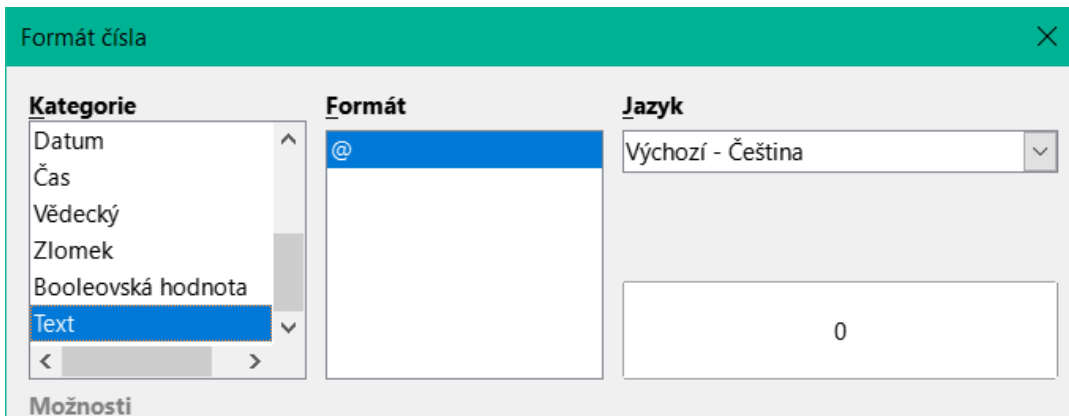 Formát čísla
Kategorie
Datum
Čas
Vědecký
Zlomek
Booleovská hodnota
Text
Formát
@
Jazyk
Výchozí - Čeština
0
Možnosti